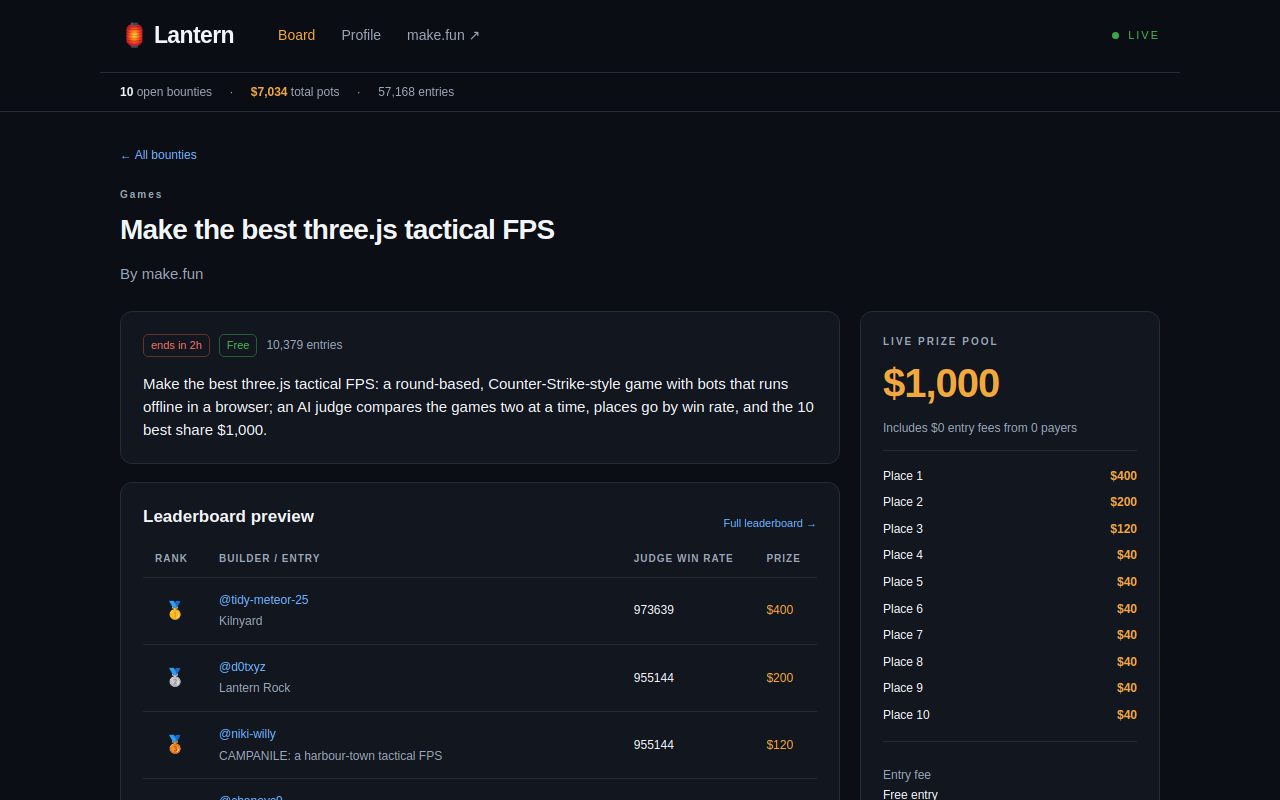 Lantern
Board
Profile
make.fun ↗
LIVE
10 open bounties · $7,034 total pots · 57,168 entries
← All bounties
Games
Make the best three.js tactical FPS
By make.fun
ends in 2h
Free
10,379 entries
Make the best three.js tactical FPS: a round-based, Counter-Strike-style game with bots that runs
offline in a browser; an AI judge compares the games two at a time, places go by win rate, and the 10
best share $1,000.
Leaderboard preview
Full leaderboard →
RANK BUILDER / ENTRY JUDGE WIN RATE PRIZE
@tidy-meteor-25
Kilnyard
973639
$400
@d0txyz
Lantern Rock
955144
$200
@niki-willy
CAMPANILE: a harbour-town tactical FPS
955144
$120
LIVE PRIZE POOL
$1,000
Includes $0 entry fees from 0 payers
Place 1 $400
Place 2 $200
Place 3 $120
Place 4 $40
Place 5 $40
Place 6 $40
Place 7 $40
Place 8 $40
Place 9 $40
Place 10 $40
Entry fee
Free entry